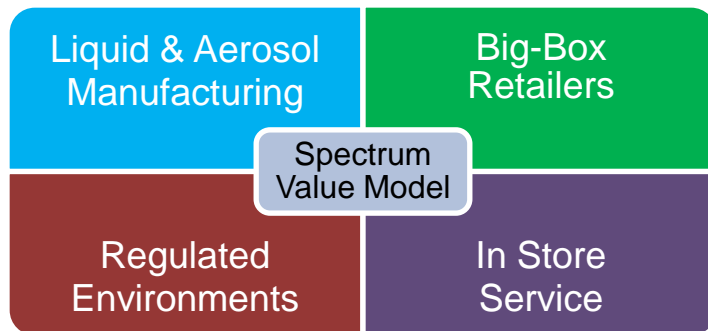 Liquid & Aerosol
Manufacturing
Big-Box
Retailers
Spectrum
Value Model
Regulated
Environments
In Store
Service